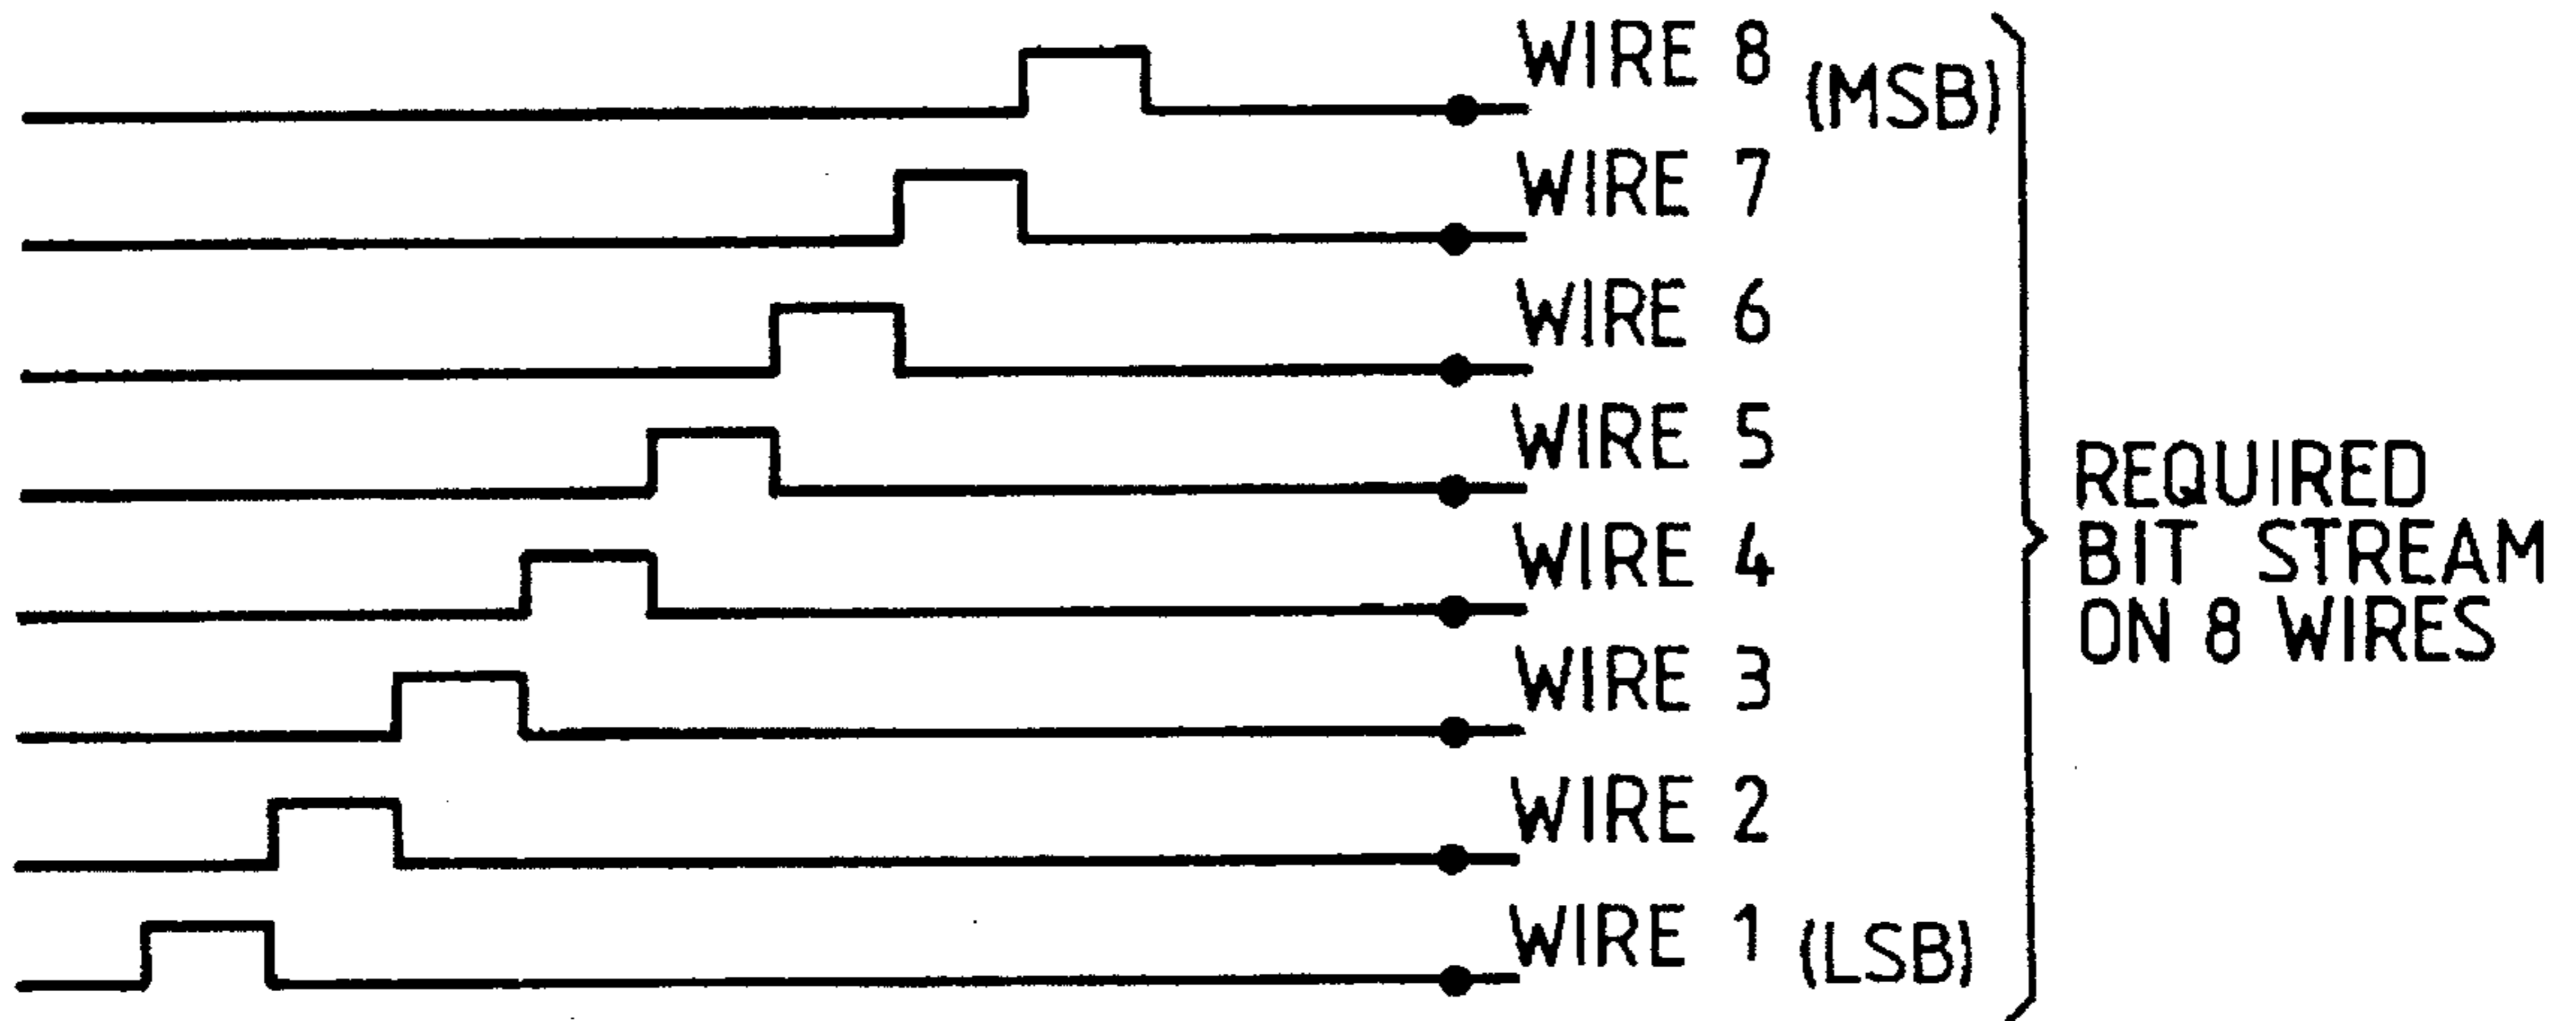 WIRE 8 (MSB)
WIRE 7
WIRE 6
WIRE 5
WIRE 4
WIRE 3
WIRE 2
WIRE 1 (LSB)
REQUIRED
BIT STREAM
ON 8 WIRES